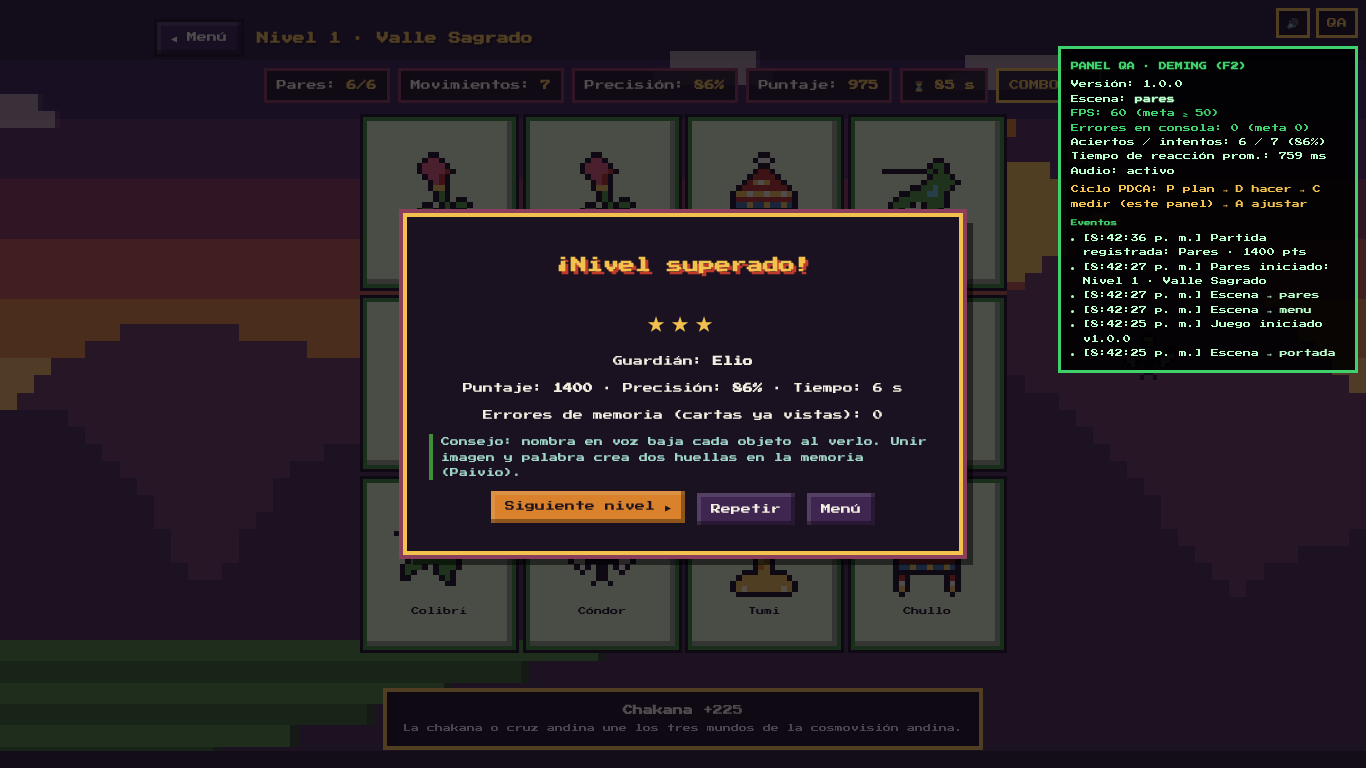 ◂ Menú
Nivel 1 · Valle Sagrado
QA
Pares: 6/6
Movimientos: 7
Precisión: 86%
Puntaje: 975
⌛ 85 s
COMBO
PANEL QA · DEMING (F2)
Versión: 1.0.0
Escena: pares
FPS: 60 (meta ≥ 50)
Errores en consola: 0 (meta 0)
Aciertos / intentos: 6 / 7 (86%)
Tiempo de reacción prom.: 759 ms
Audio: activo
Ciclo PDCA: P plan → D hacer → C
medir (este panel) → A ajustar
Eventos
• [8:42:36 p. m.] Partida
registrada: Pares · 1400 pts
• [8:42:27 p. m.] Pares iniciado:
Nivel 1 · Valle Sagrado
• [8:42:27 p. m.] Escena → pares
• [8:42:27 p. m.] Escena → menu
• [8:42:25 p. m.] Juego iniciado
v1.0.0
• [8:42:25 p. m.] Escena → portada
¡Nivel superado!
★ ★ ★
Guardián: Elio
Puntaje: 1400 · Precisión: 86% · Tiempo: 6 s
Errores de memoria (cartas ya vistas): 0
Consejo: nombra en voz baja cada objeto al verlo. Unir
imagen y palabra crea dos huellas en la memoria
(Paivio).
Siguiente nivel ▸
Repetir
Menú
Colibrí
Cóndor
Tumi
Chullo
Chakana +225
La chakana o cruz andina une los tres mundos de la cosmovisión andina.